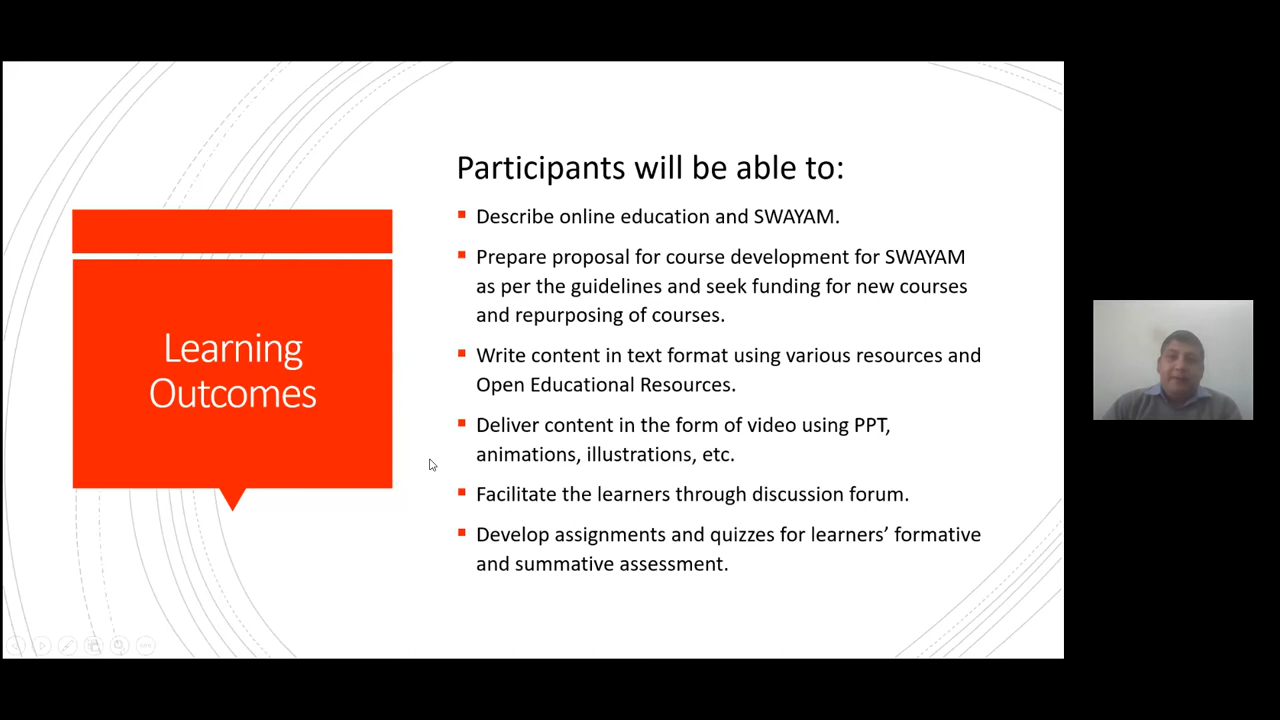 Learning
Outcomes
Participants will be able to:
Describe online education and SWAYAM.
Prepare proposal for course development for SWAYAM
as per the guidelines and seek funding for new courses
and repurposing of courses.
Write content in text format using various resources and
Open Educational Resources.
Deliver content in the form of video using PPT,
animations, illustrations, etc.
Facilitate the learners through discussion forum.
Develop assignments and quizzes for learners’ formative
and summative assessment.